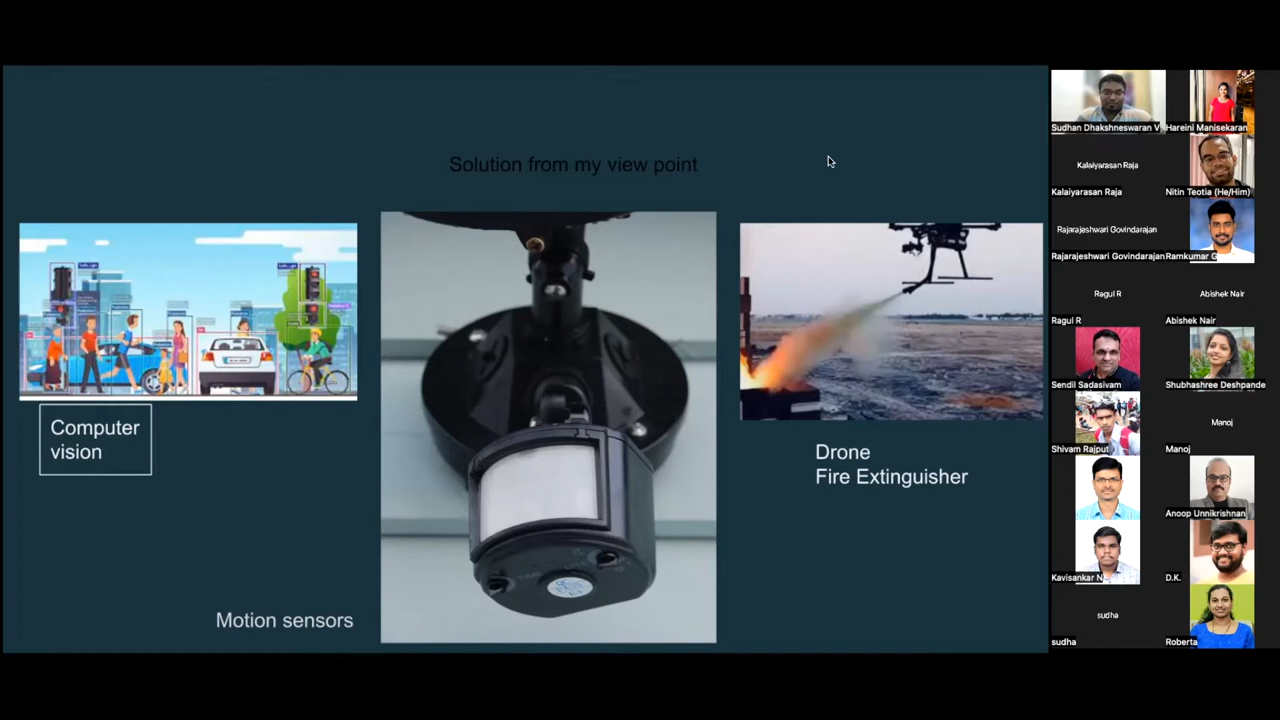 Solution from my view point
Computer
vision
Motion sensors
Drone
Fire Extinguisher
Sudhan Dhakshneswaran V
Hareini Manisekaran
Kalaiyarasan Raja
Kalaiyarasan Raja
Nitin Teotia (He/Him)
Rajarajeshwari Govindarajan
Rajarajeshwari Govindarajan
Ramkumar G
Ragul R
Abishek Nair
Ragul R
Abishek Nair
Sendil Sadasivam
Shubhashree Deshpande
Manoj
Shivam Rajput
Manoj
Anoop Unnikrishnan
Kavisankar N
D.K.
sudha
sudha
Roberta